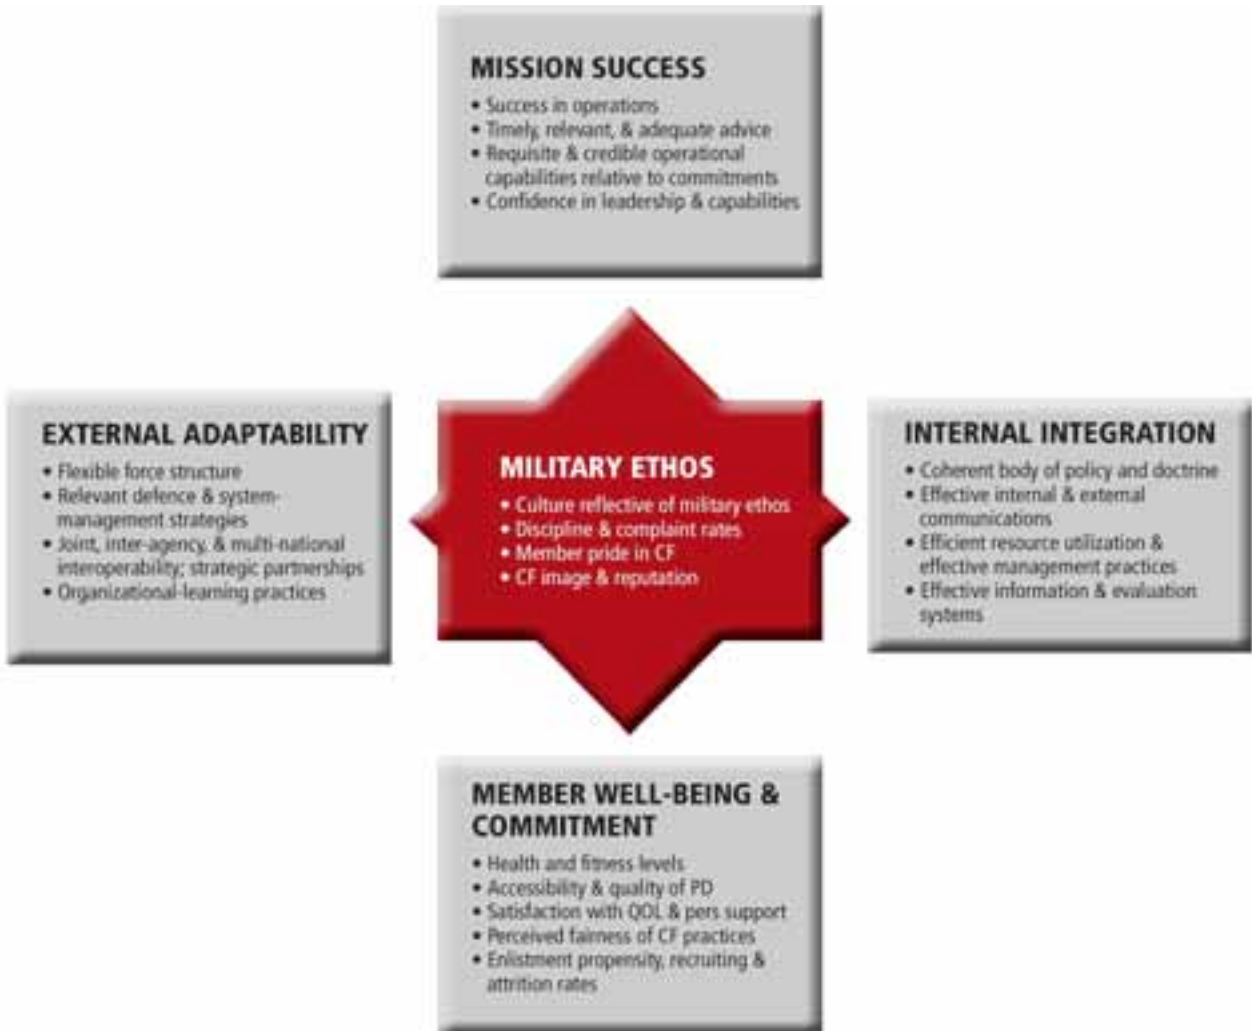 MISSION SUCCESS
• Success in operations
• Timely, relevant, & adequate advice
• Requisite & credible operational
capabilities relative to commitments
• Confidence in leadership & capabilities
EXTERNAL ADAPTABILITY
• Flexible force structure
• Relevant defence & system-
management strategies
• Joint, inter-agency, & multi-national
interoperability; strategic partnerships
• Organizational-learning practices
MILITARY ETHOS
• Culture reflective of military ethos
• Discipline & complaint rates
• Member pride in CF
• CF image & reputation
INTERNAL INTEGRATION
• Coherent body of policy and doctrine
• Effective internal & external
communications
• Efficient resource utilization &
effective management practices
• Effective information & evaluation
systems
MEMBER WELL-BEING &
COMMITMENT
• Health and fitness levels
• Accessibility & quality of PD
• Satisfaction with QOL & pers support
• Perceived fairness of CF practices
• Enlistment propensity, recruiting &
attrition rates